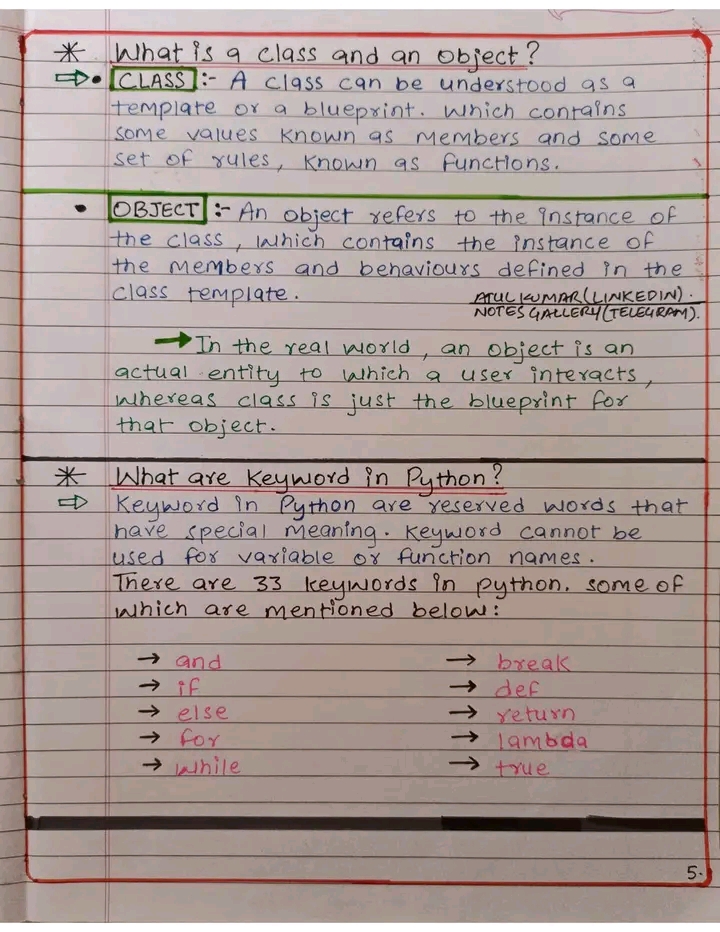 * What is a class and an object?
⇨ • CLASS :- A class can be understood as a
template or a blueprint. Which contains
some values known as members and some
set of rules, known as functions.
• OBJECT :- An object refers to the instance of
the class, which contains the instance of
the members and behaviours defined in the
class template.
ATUL KUMAR (LINKEDIN).
NOTES GALLERY (TELEGRAM).
→ In the real world, an object is an
actual entity to which a user interacts,
whereas class is just the blueprint for
that object.
* What are Keyword in Python?
⇨ Keyword in Python are reserved words that
have special meaning. Keyword cannot be
used for variable or function names.
There are 33 keywords in python. some of
which are mentioned below:
→ and → break
→ if → def
→ else → return
→ for → lambda
→ while → true
5.